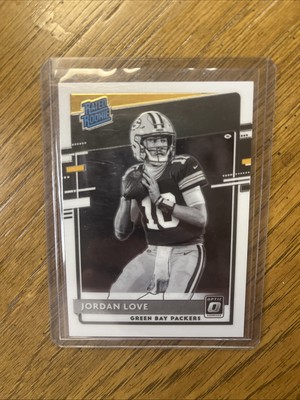 RATED
ROOKIE
10
JORDAN LOVE
OPTIC
GREEN BAY PACKERS